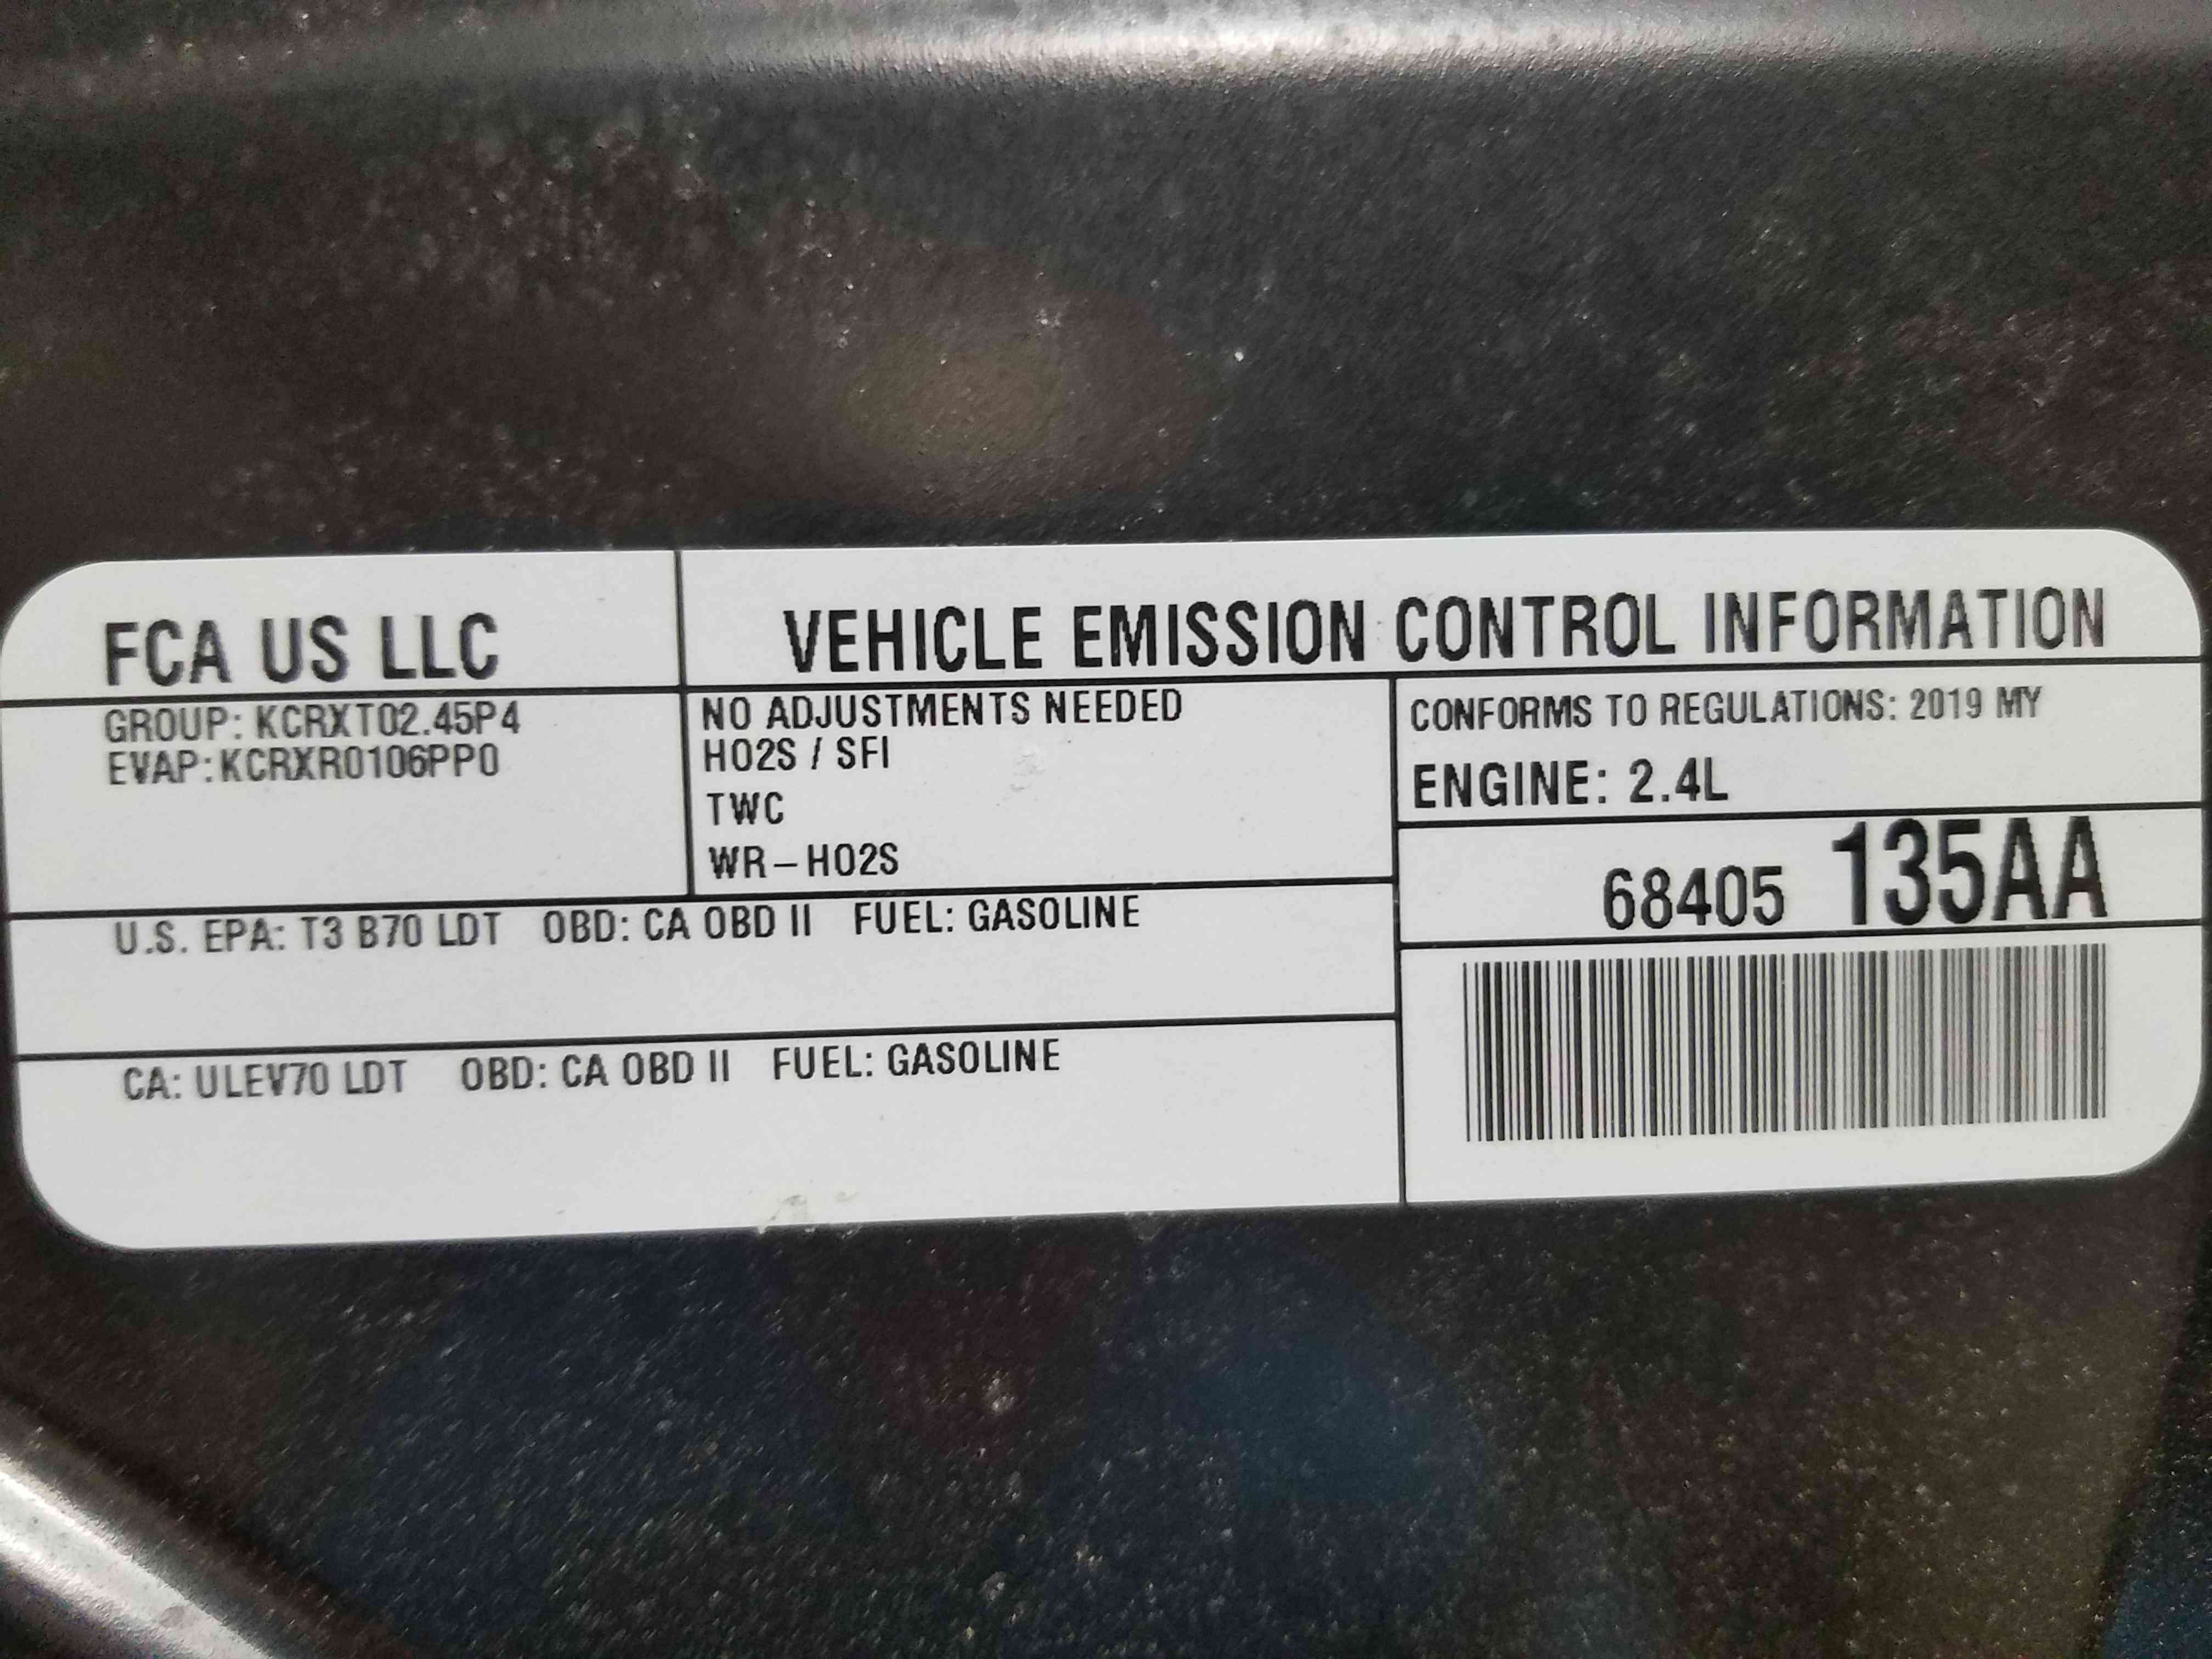 FCA US LLC
VEHICLE EMISSION CONTROL INFORMATION
GROUP: KCRXT02.45P4
EVAP:KCRXR0106PP0
NO ADJUSTMENTS NEEDED
HO2S / SFI
TWC
WR-HO2S
CONFORMS TO REGULATIONS: 2019 MY
ENGINE: 2.4L
68405 135AA
U.S. EPA: T3 B70 LDT OBD: CA OBD II FUEL: GASOLINE
CA: ULEV70 LDT OBD: CA OBD II FUEL: GASOLINE